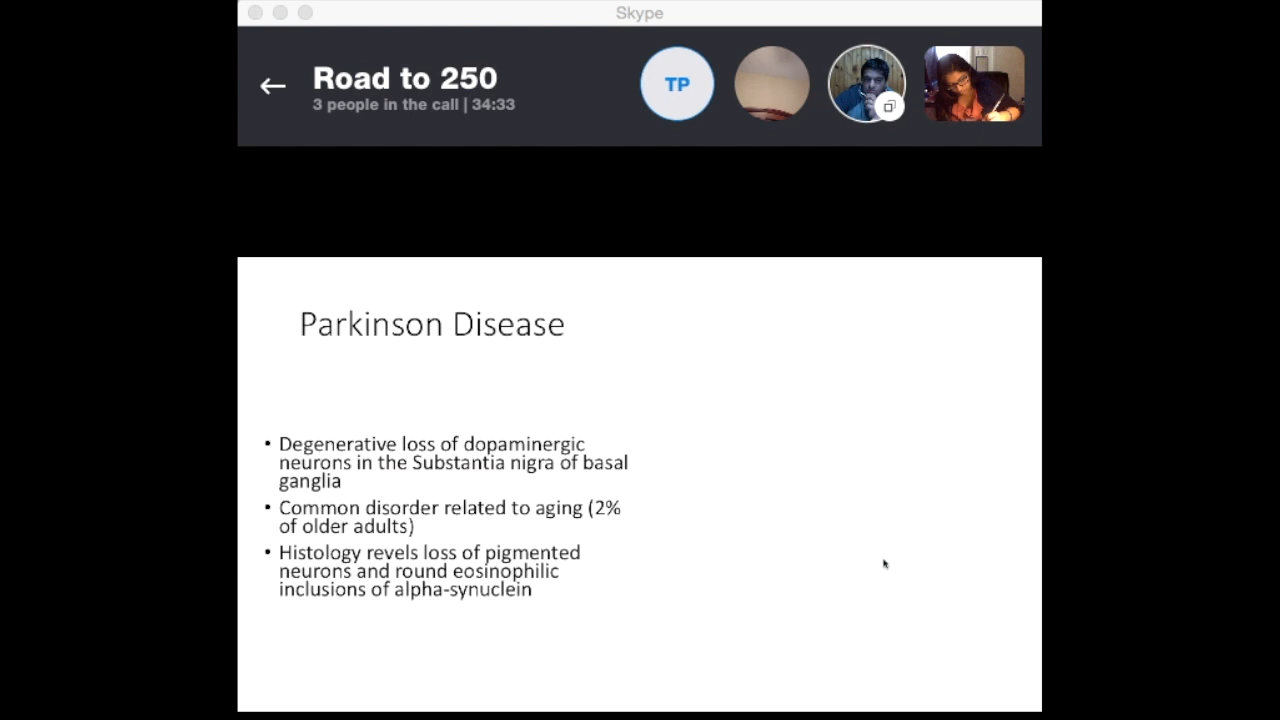 Skype
Road to 250
3 people in the call | 34:33
TP
Parkinson Disease
• Degenerative loss of dopaminergic
neurons in the Substantia nigra of basal
ganglia
• Common disorder related to aging (2%
of older adults)
• Histology revels loss of pigmented
neurons and round eosinophilic
inclusions of alpha-synuclein